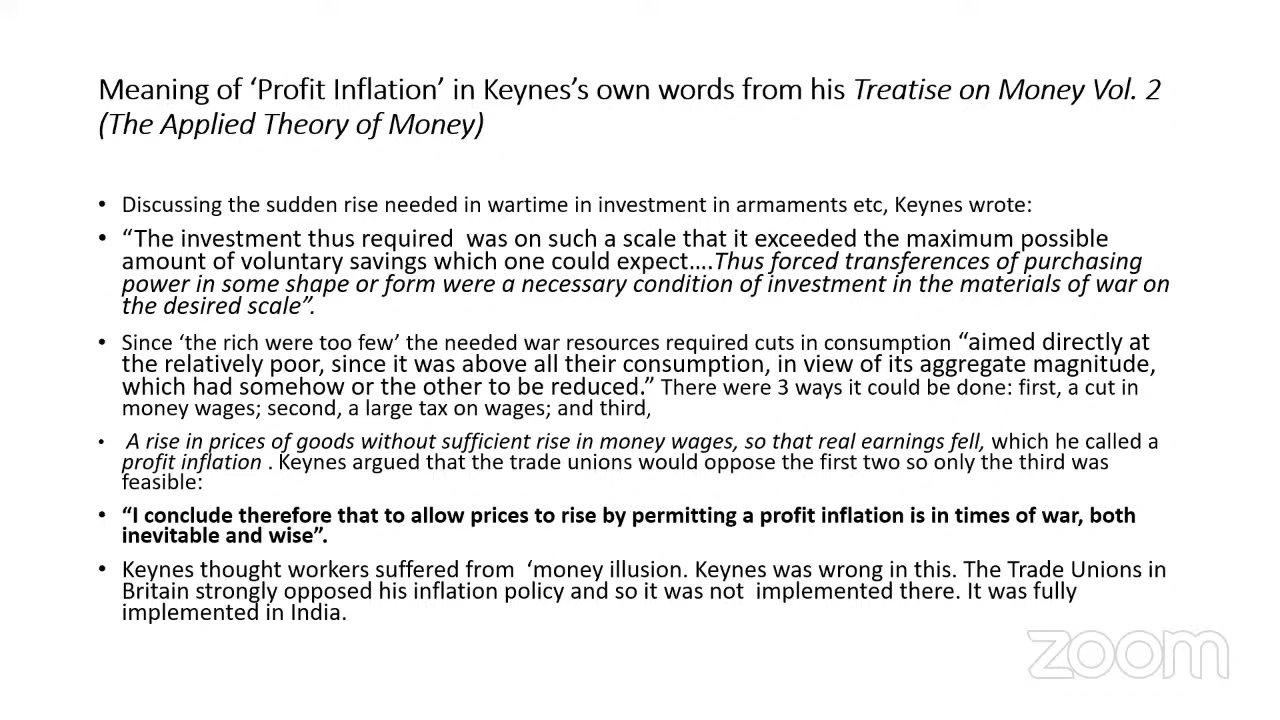 Meaning of ‘Profit Inflation’ in Keynes’s own words from his Treatise on Money Vol. 2
(The Applied Theory of Money)
• Discussing the sudden rise needed in wartime in investment in armaments etc, Keynes wrote:
• “The investment thus required  was on such a scale that it exceeded the maximum possible
amount of voluntary savings which one could expect….Thus forced transferences of purchasing
power in some shape or form were a necessary condition of investment in the materials of war on
the desired scale”.
• Since ‘the rich were too few’ the needed war resources required cuts in consumption “aimed directly at
the relatively poor, since it was above all their consumption, in view of its aggregate magnitude,
which had somehow or the other to be reduced.” There were 3 ways it could be done: first, a cut in
money wages; second, a large tax on wages; and third,
• A rise in prices of goods without sufficient rise in money wages, so that real earnings fell, which he called a
profit inflation . Keynes argued that the trade unions would oppose the first two so only the third was
feasible:
• “I conclude therefore that to allow prices to rise by permitting a profit inflation is in times of war, both
inevitable and wise”.
• Keynes thought workers suffered from  ‘money illusion. Keynes was wrong in this. The Trade Unions in
Britain strongly opposed his inflation policy and so it was not  implemented there. It was fully
implemented in India.
zoom